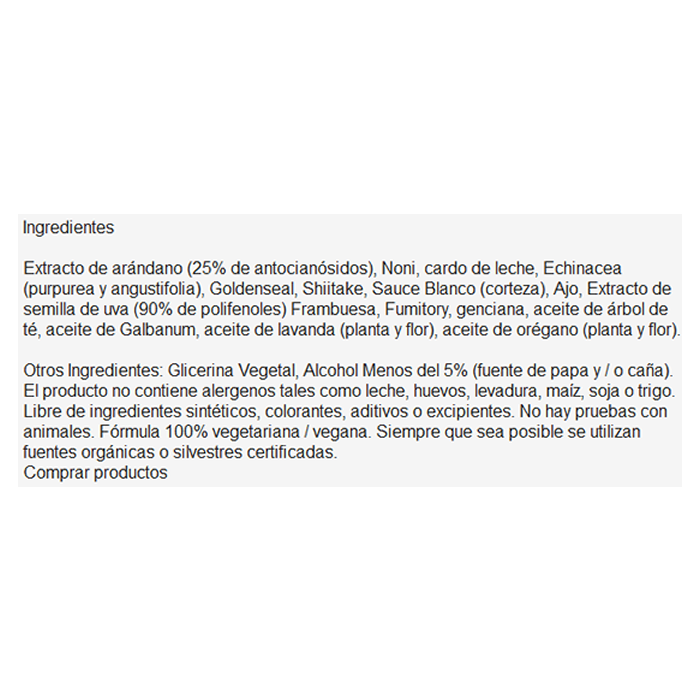 Ingredientes
Extracto de arándano (25% de antocianósidos), Noni, cardo de leche, Echinacea
(purpurea y angustifolia), Goldenseal, Shiitake, Sauce Blanco (corteza), Ajo, Extracto de
semilla de uva (90% de polifenoles) Frambuesa, Fumitory, genciana, aceite de árbol de
té, aceite de Galbanum, aceite de lavanda (planta y flor), aceite de orégano (planta y flor).
Otros Ingredientes: Glicerina Vegetal, Alcohol Menos del 5% (fuente de papa y / o caña).
El producto no contiene alergenos tales como leche, huevos, levadura, maíz, soja o trigo.
Libre de ingredientes sintéticos, colorantes, aditivos o excipientes. No hay pruebas con
animales. Fórmula 100% vegetariana / vegana. Siempre que sea posible se utilizan
fuentes orgánicas o silvestres certificadas.
Comprar productos